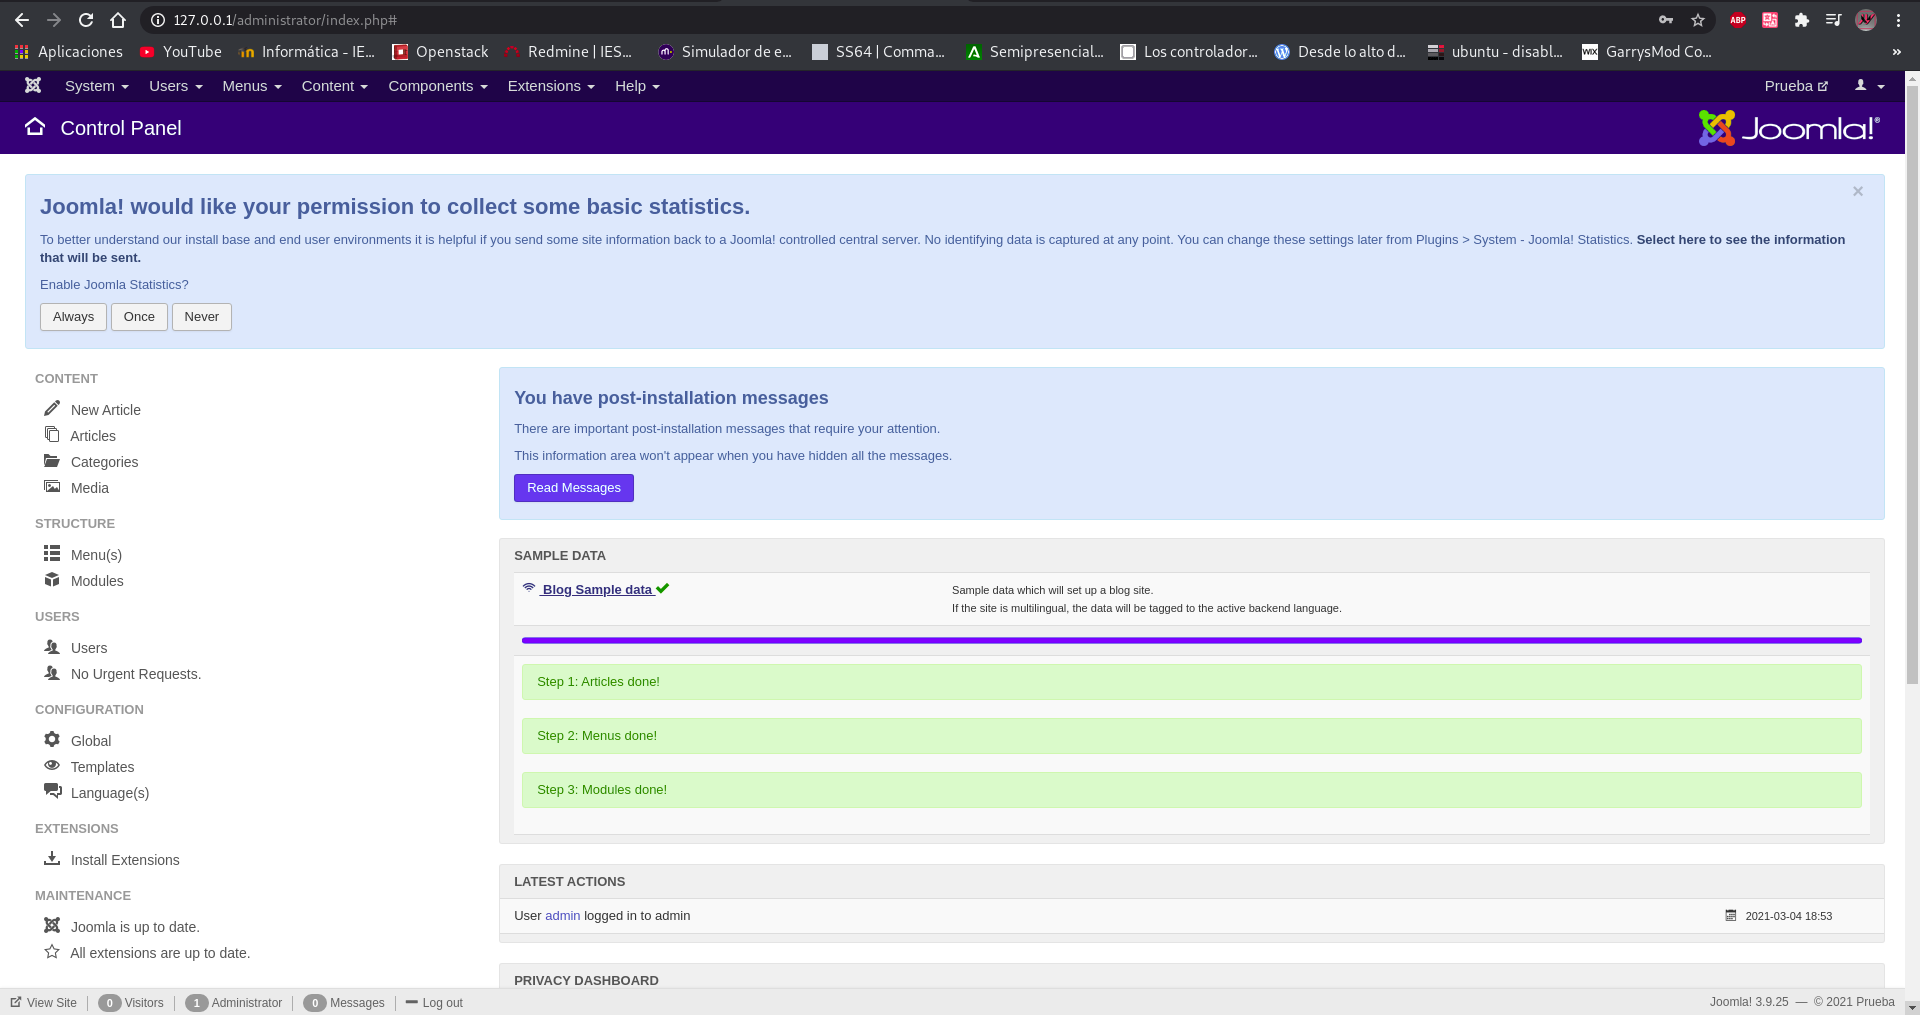 127.0.0.1/administrator/index.php#
ABP
Aplicaciones YouTube Informática - IE... Openstack Redmine | IES... Simulador de e... SS64 | Comma... Semipresencial... Los controlador... Desde lo alto d... ubuntu - disabl... WIX GarrysMod Co... »
System Users Menus Content Components Extensions Help Prueba
Control Panel Joomla!®
Joomla! would like your permission to collect some basic statistics. ×
To better understand our install base and end user environments it is helpful if you send some site information back to a Joomla! controlled central server. No identifying data is captured at any point. You can change these settings later from Plugins > System - Joomla! Statistics. Select here to see the information
that will be sent.
Enable Joomla Statistics?
Always Once Never
CONTENT
New Article
Articles
Categories
Media
STRUCTURE
Menu(s)
Modules
USERS
Users
No Urgent Requests.
CONFIGURATION
Global
Templates
Language(s)
EXTENSIONS
Install Extensions
MAINTENANCE
Joomla is up to date.
All extensions are up to date.
You have post-installation messages
There are important post-installation messages that require your attention.
This information area won't appear when you have hidden all the messages.
Read Messages
SAMPLE DATA
Blog Sample data
Sample data which will set up a blog site.
If the site is multilingual, the data will be tagged to the active backend language.
Step 1: Articles done!
Step 2: Menus done!
Step 3: Modules done!
LATEST ACTIONS
User admin logged in to admin 2021-03-04 18:53
PRIVACY DASHBOARD
View Site 0 Visitors 1 Administrator 0 Messages Log out Joomla! 3.9.25 — © 2021 Prueba